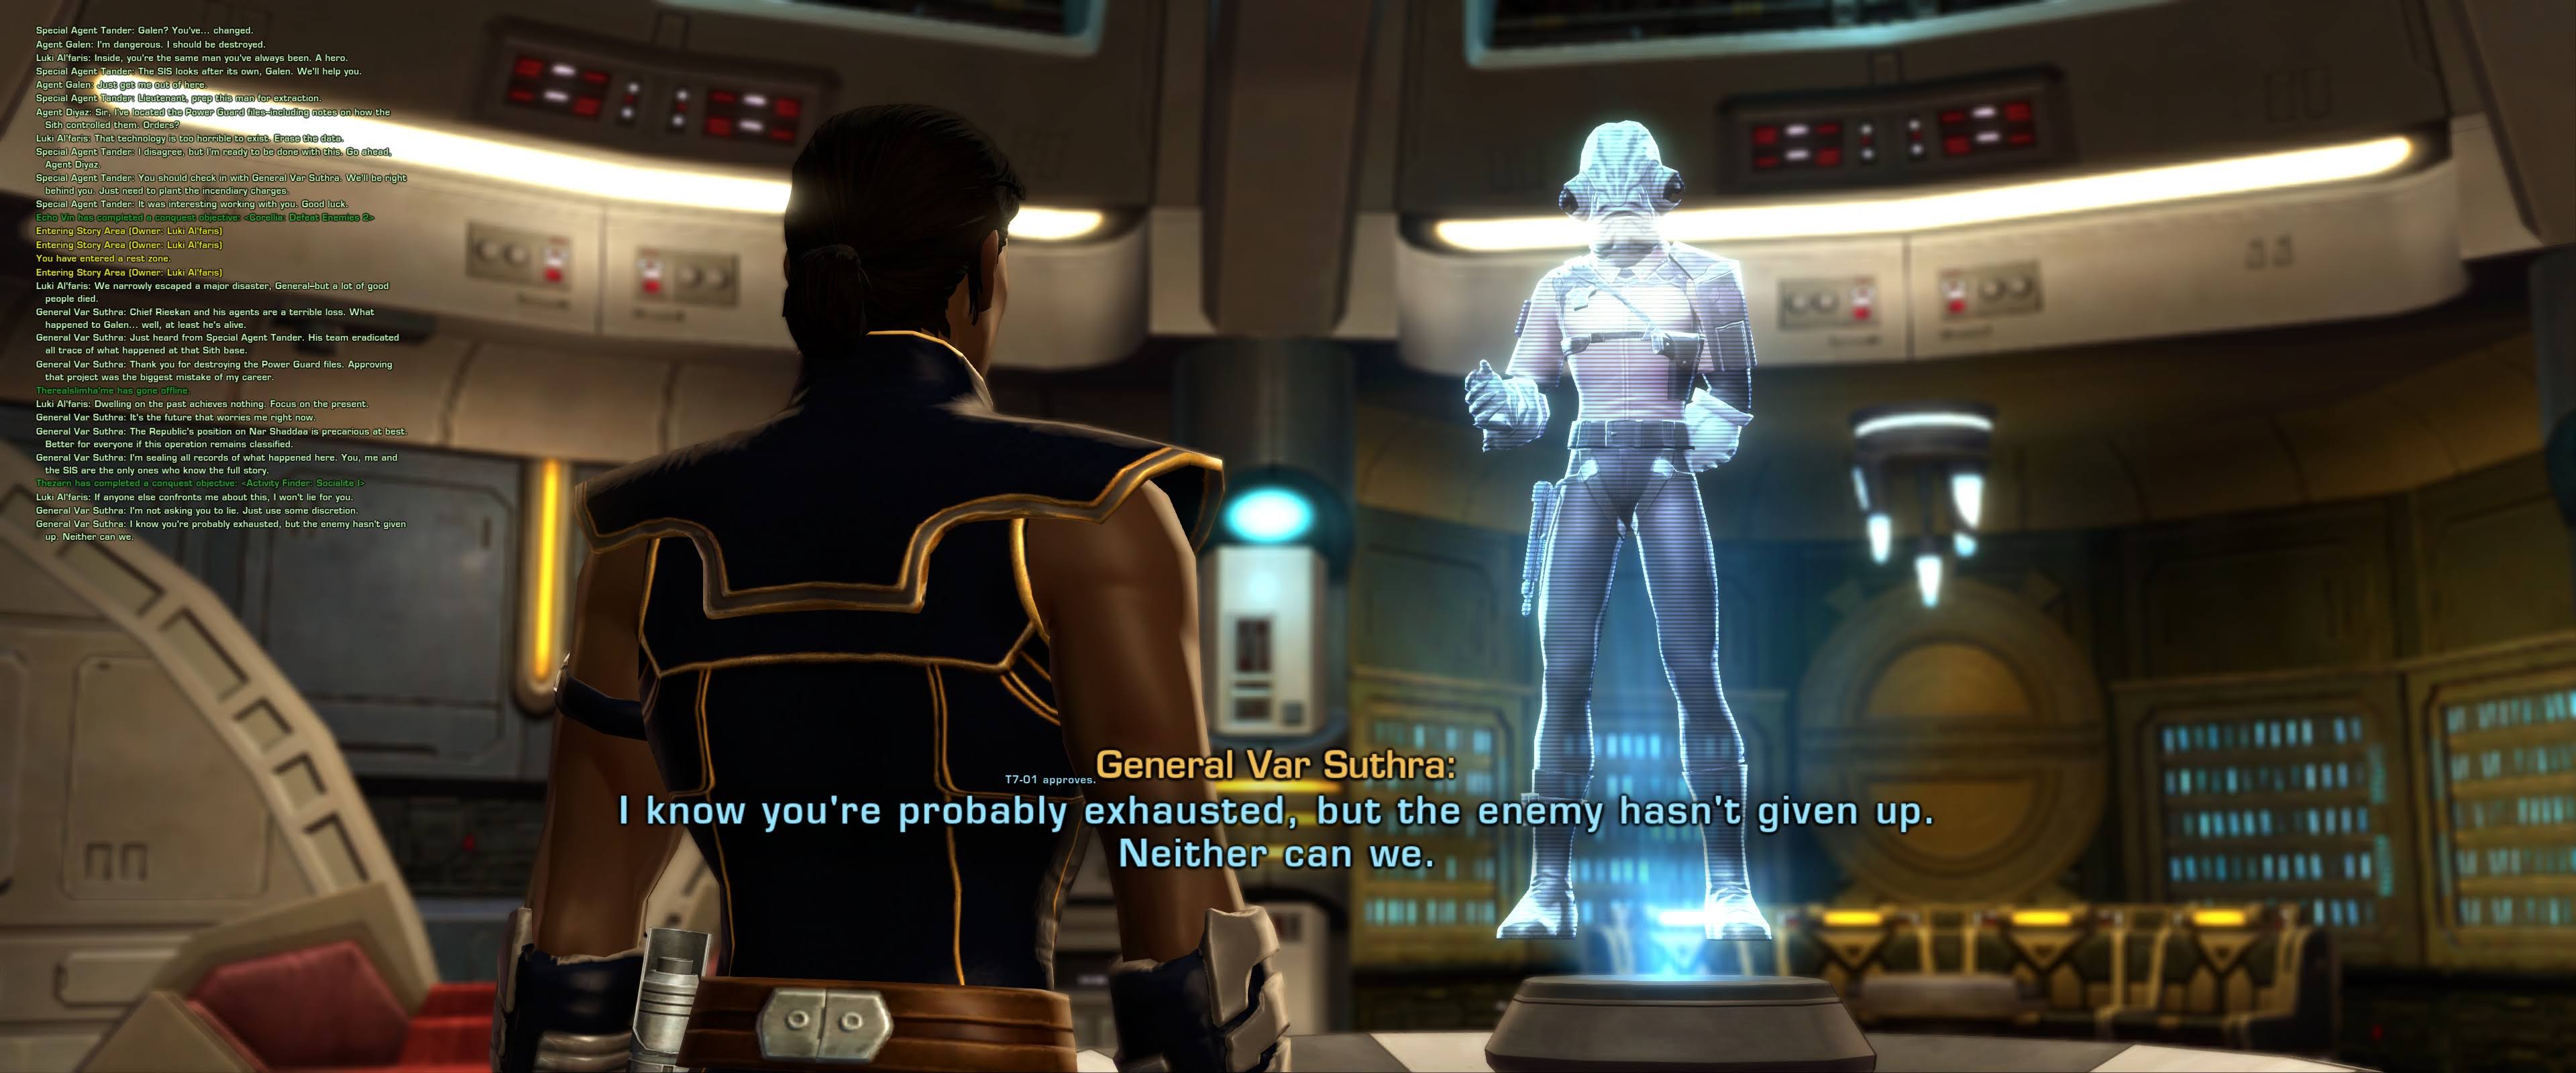 Special Agent Tander: Galen? You've... changed.
Agent Galen: I'm dangerous. I should be destroyed.
Luki Al'faris: Inside, you're the same man you've always been. A hero.
Special Agent Tander: The SIS looks after its own, Galen. We'll help you.
Agent Galen: Just get me out of here.
Special Agent Tander: Lieutenant, prep this man for extraction.
Agent Diyaz: Sir, I've located the Power Guard files–including notes on how the
Sith controlled them. Orders?
Luki Al'faris: That technology is too horrible to exist. Erase the data.
Special Agent Tander: I disagree, but I'm ready to be done with this. Go ahead,
Agent Diyaz.
Special Agent Tander: You should check in with General Var Suthra. We'll be right
behind you. Just need to plant the incendiary charges.
Special Agent Tander: It was interesting working with you. Good luck.
Echo Vin has completed a conquest objective: <Corellia: Defeat Enemies 2>
Entering Story Area (Owner: Luki Al'faris)
Entering Story Area (Owner: Luki Al'faris)
You have entered a rest zone.
Entering Story Area (Owner: Luki Al'faris)
Luki Al'faris: We narrowly escaped a major disaster, General–but a lot of good
people died.
General Var Suthra: Chief Rieekan and his agents are a terrible loss. What
happened to Galen... well, at least he's alive.
General Var Suthra: Just heard from Special Agent Tander. His team eradicated
all trace of what happened at that Sith base.
General Var Suthra: Thank you for destroying the Power Guard files. Approving
that project was the biggest mistake of my career.
Therealslimha'me has gone offline.
Luki Al'faris: Dwelling on the past achieves nothing. Focus on the present.
General Var Suthra: It's the future that worries me right now.
General Var Suthra: The Republic's position on Nar Shaddaa is precarious at best.
Better for everyone if this operation remains classified.
General Var Suthra: I'm sealing all records of what happened here. You, me and
the SIS are the only ones who know the full story.
Thezarn has completed a conquest objective: <Activity Finder: Socialite I>
Luki Al'faris: If anyone else confronts me about this, I won't lie for you.
General Var Suthra: I'm not asking you to lie. Just use some discretion.
General Var Suthra: I know you're probably exhausted, but the enemy hasn't given
up. Neither can we.
T7-01 approves.
General Var Suthra:
I know you're probably exhausted, but the enemy hasn't given up.
Neither can we.